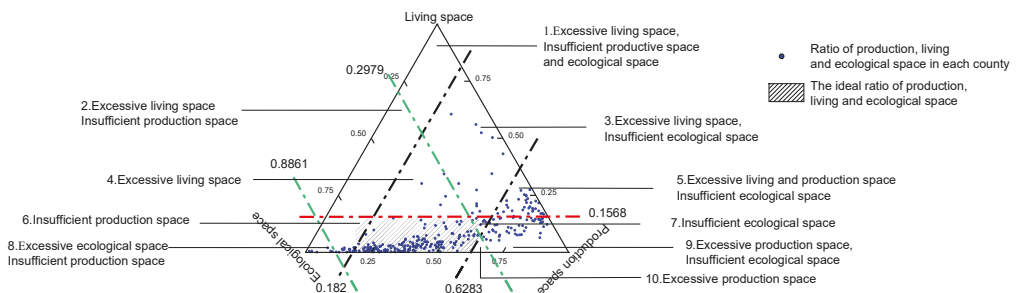 Living space
1.Excessive living space,
Insufficient productive space
and ecological space
Ratio of production, living
and ecological space in each county
The ideal ratio of production,
living and ecological space
0.2979
0.25
0.75
2.Excessive living space
Insufficient production space
3.Excessive living space,
Insufficient ecological space
0.50
0.50
0.8861
4.Excessive living space
0.75
0.25
5.Excessive living and production space
Insufficient ecological space
0.1568
6.Insufficient production space
7.Insufficient ecological space
8.Excessive ecological space
Insufficient production space
9.Excessive production space,
Insufficient ecological space
Ecological space
Production space
0.25
0.50
0.75
10.Excessive production space
0.182
0.6283